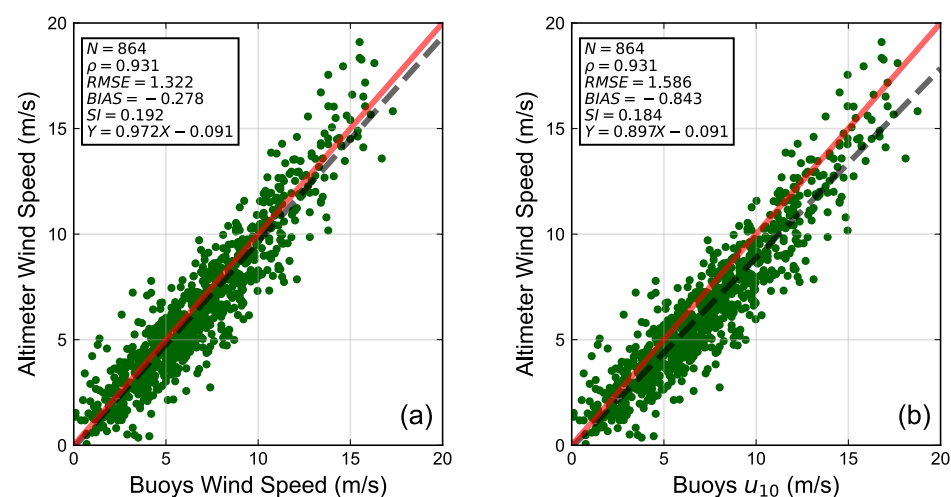 20
15
10
5
0
Altimeter Wind Speed (m/s)
N = 864
ρ = 0.931
RMSE = 1.322
BIAS = −0.278
SI = 0.192
Y = 0.972X − 0.091
(a)
0 5 10 15 20
Buoys Wind Speed (m/s)
20
15
10
5
0
Altimeter Wind Speed (m/s)
N = 864
ρ = 0.931
RMSE = 1.586
BIAS = −0.843
SI = 0.184
Y = 0.897X − 0.091
(b)
0 5 10 15 20
Buoys u₁₀ (m/s)